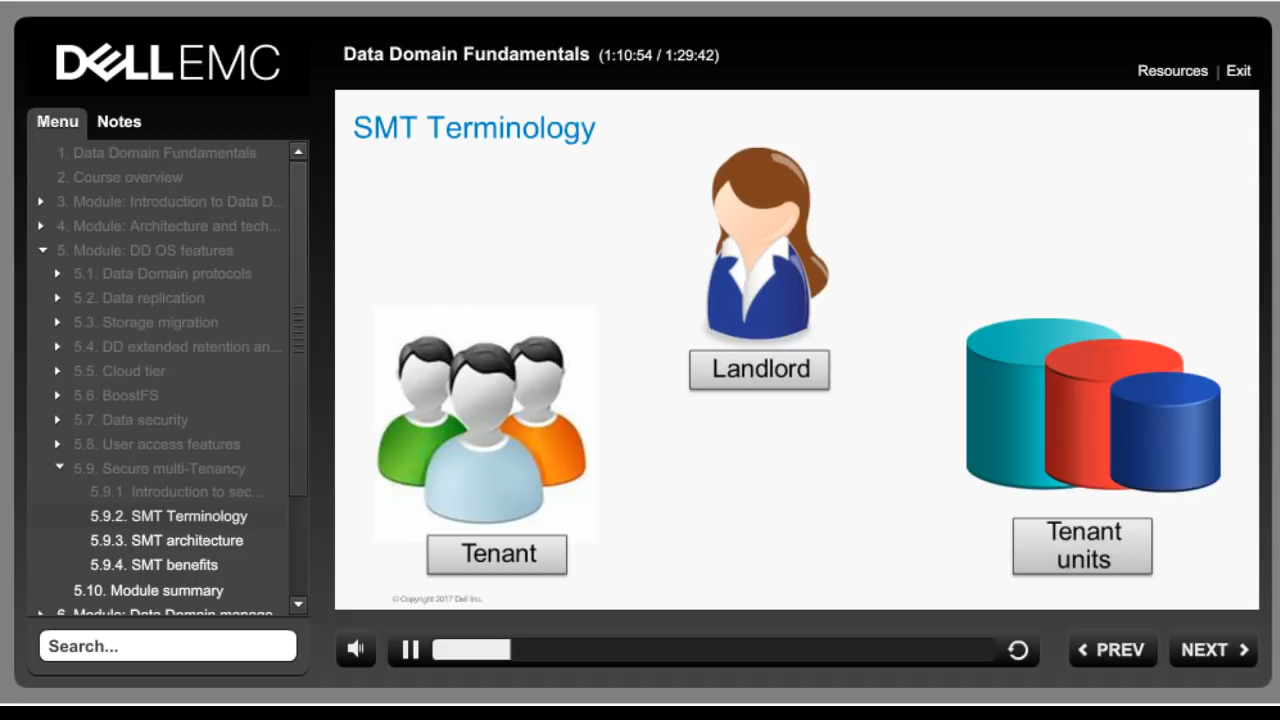 DELLEMC
Data Domain Fundamentals (1:10:54 / 1:29:42)
Resources | Exit
Menu Notes
1. Data Domain Fundamentals
2. Course overview
3. Module: Introduction to Data D...
4. Module: Architecture and tech...
5. Module: DD OS features
5.1. Data Domain protocols
5.2. Data replication
5.3. Storage migration
5.4. DD extended retention an...
5.5. Cloud tier
5.6. BoostFS
5.7. Data security
5.8. User access features
5.9. Secure multi-Tenancy
5.9.1. Introduction to sec...
5.9.2. SMT Terminology
5.9.3. SMT architecture
5.9.4. SMT benefits
5.10. Module summary
6. Module: Data Domain manage...
Search...
SMT Terminology
Landlord
Tenant
Tenant
units
© Copyright 2017 Dell Inc.
PREV
NEXT